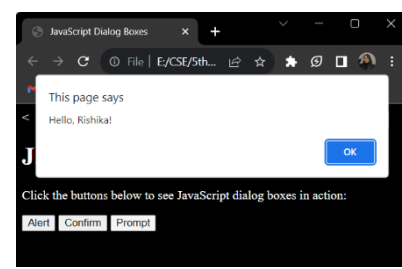 JavaScript Dialog Boxes
File | E:/CSE/5th...
This page says
Hello, Rishika!
OK
J
Click the buttons below to see JavaScript dialog boxes in action:
Alert Confirm Prompt